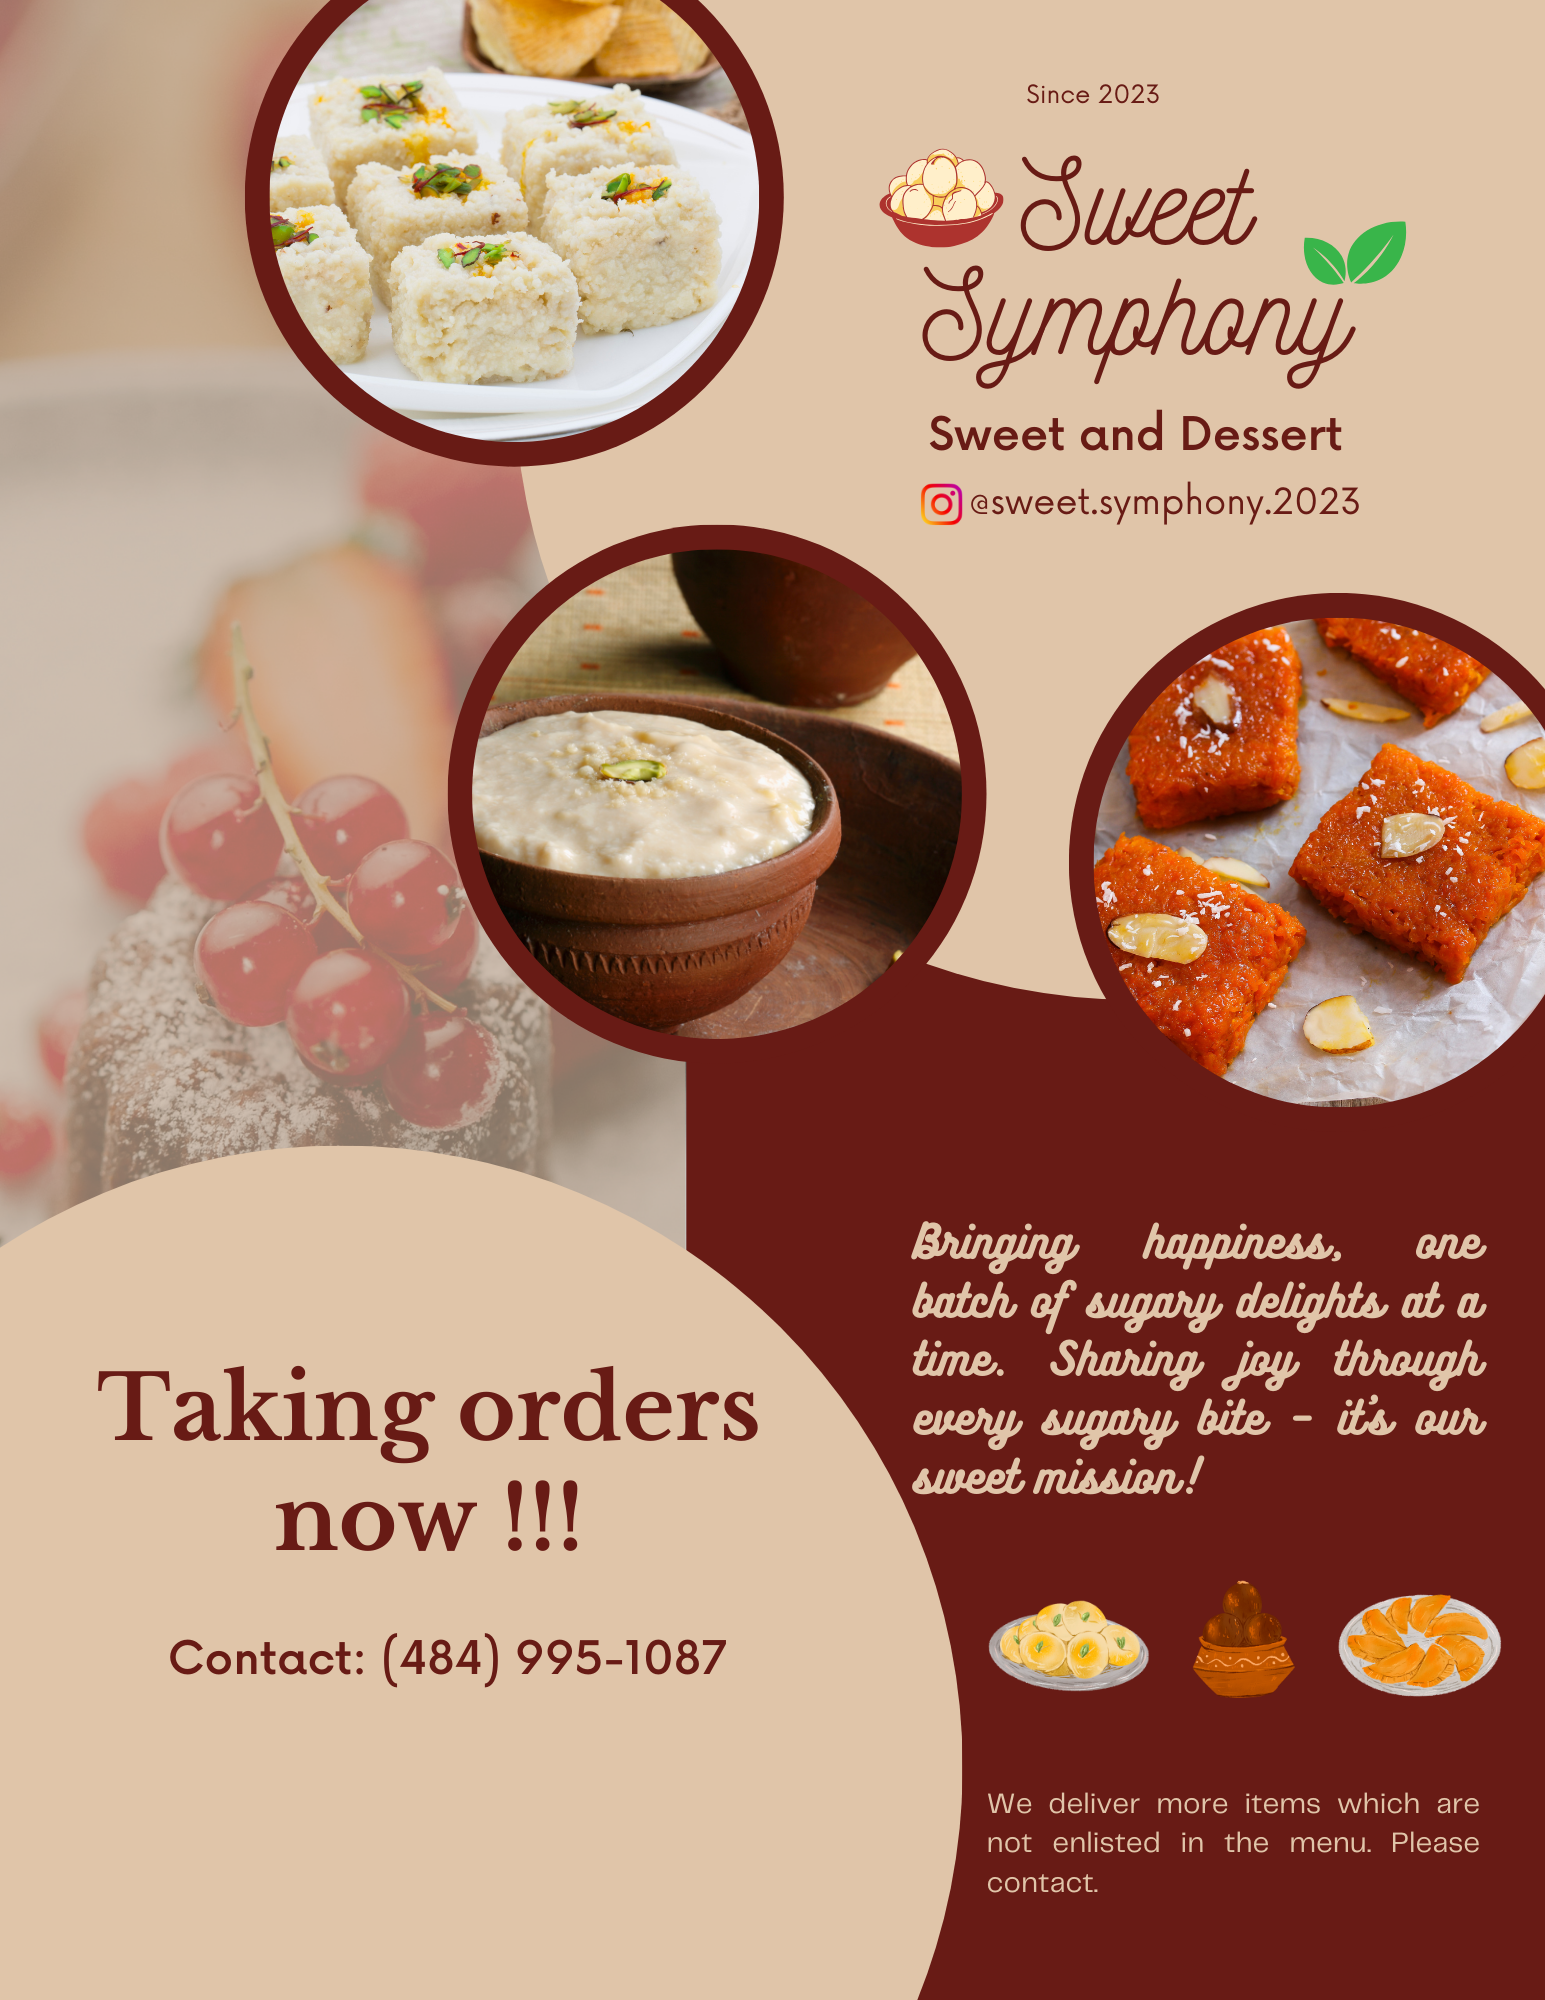 Since 2023
Sweet
Symphony
Sweet and Dessert
@sweet.symphony.2023
Bringing happiness, one
batch of sugary delights at a
time. Sharing joy through
every sugary bite - it's our
sweet mission!
Taking orders
now !!!
Contact: (484) 995-1087
We deliver more items which are
not enlisted in the menu. Please
contact.